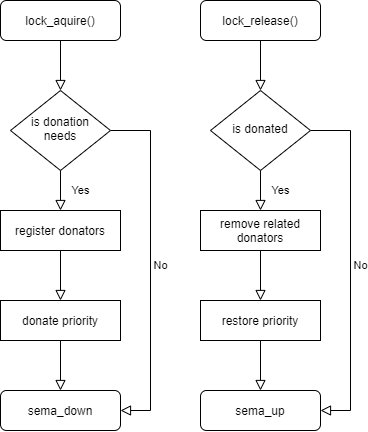 lock_aquire()
is donation
needs
Yes
No
register donators
donate priority
sema_down
lock_release()
is donated
Yes
No
remove related
donators
restore priority
sema_up